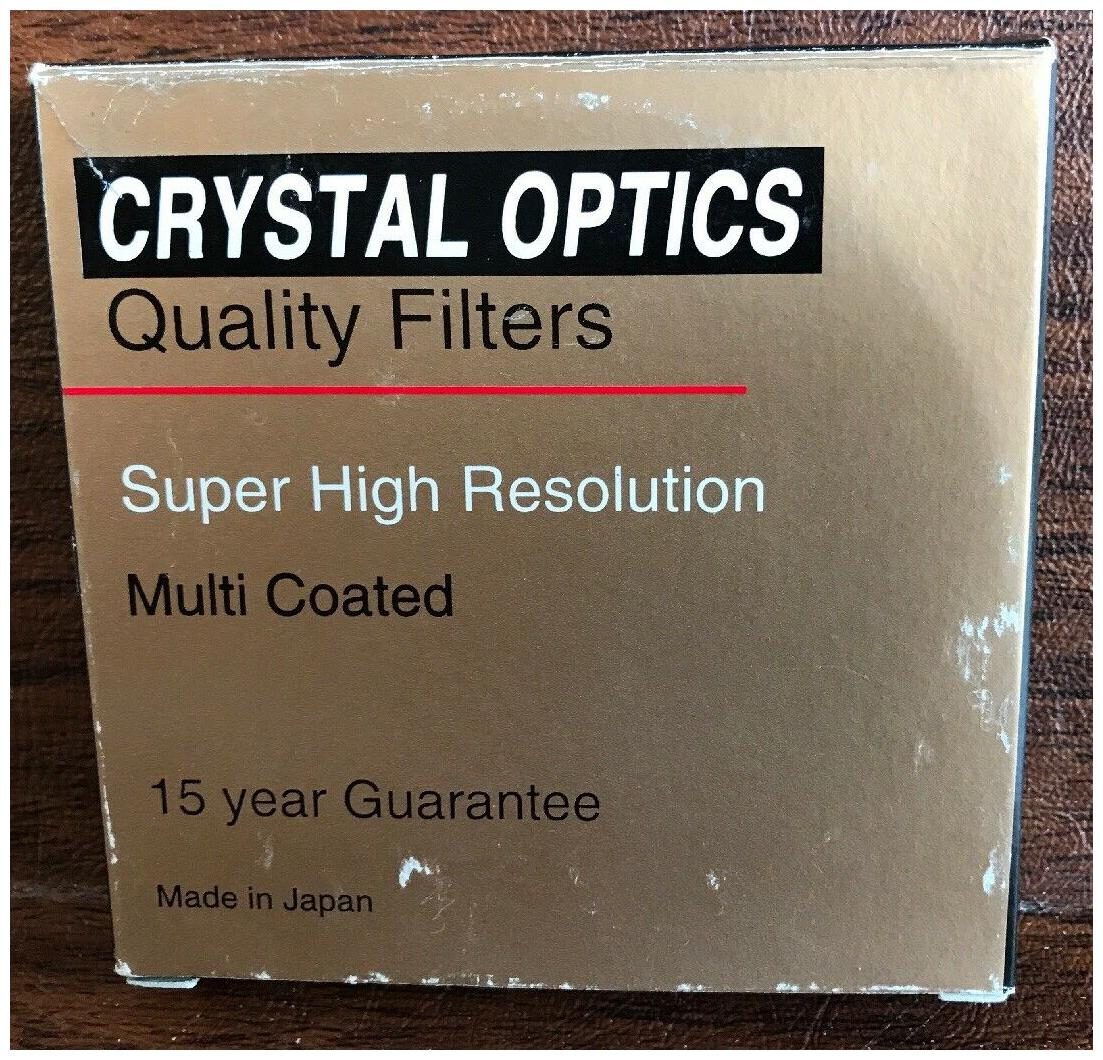 CRYSTAL OPTICS
Quality Filters
Super High Resolution
Multi Coated
15 year Guarantee
Made in Japan